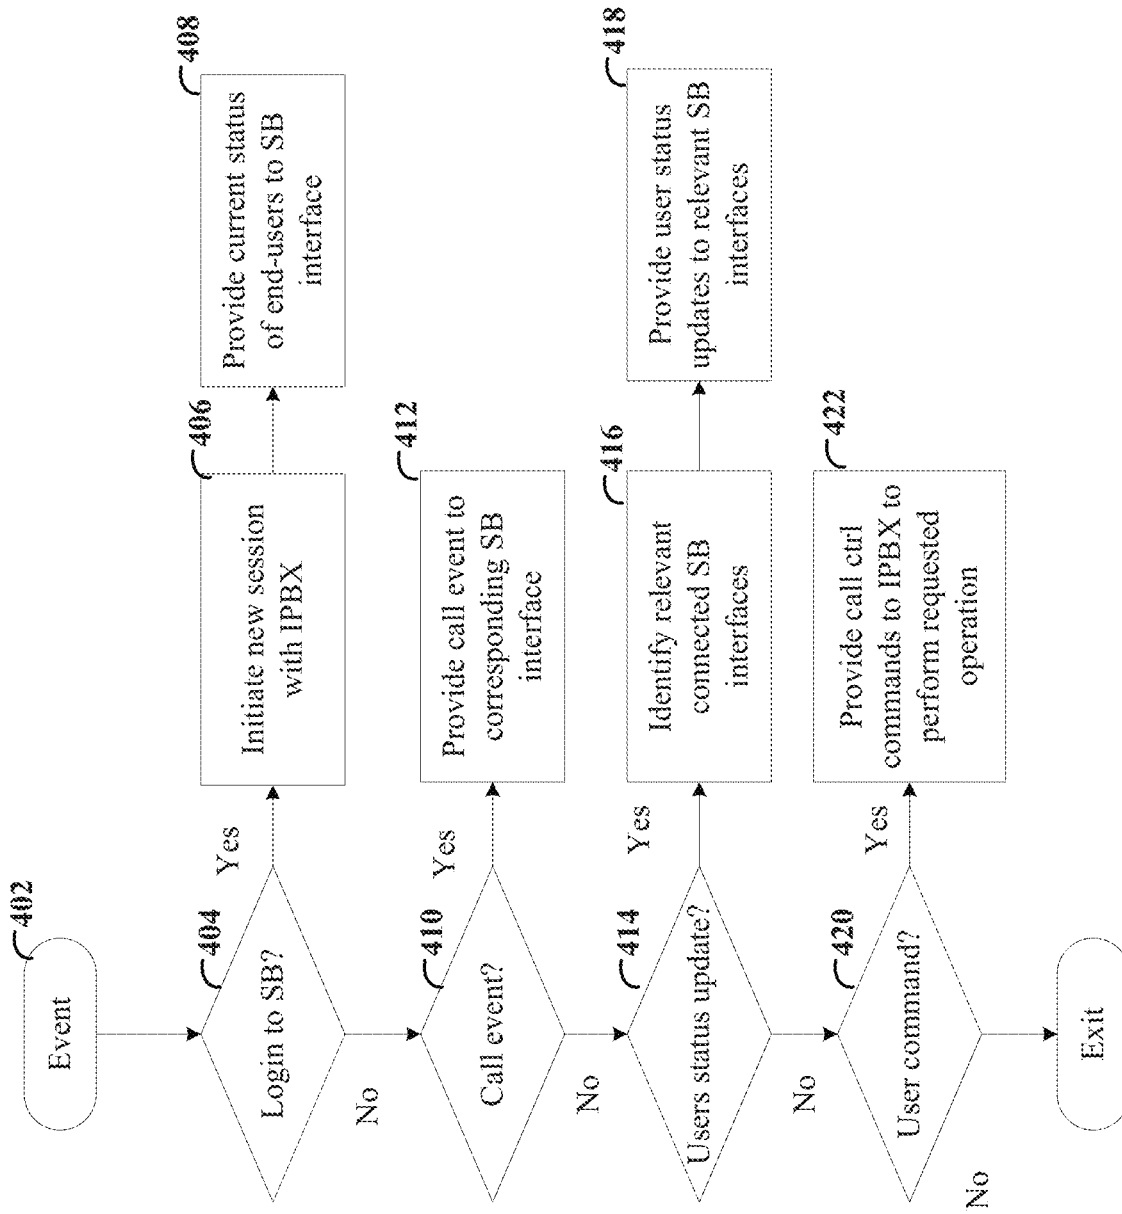 402
Event
404
Login to SB?
Yes
406
Initiate new session
with IPBX
408
Provide current status
of end-users to SB
interface
No
410
Call event?
Yes
412
Provide call event to
corresponding SB
interface
No
414
Users status update?
Yes
416
Identify relevant
connected SB
interfaces
418
Provide user status
updates to relevant SB
interfaces
No
420
User command?
Yes
422
Provide call ctrl
commands to IPBX to
perform requested
operation
No
Exit